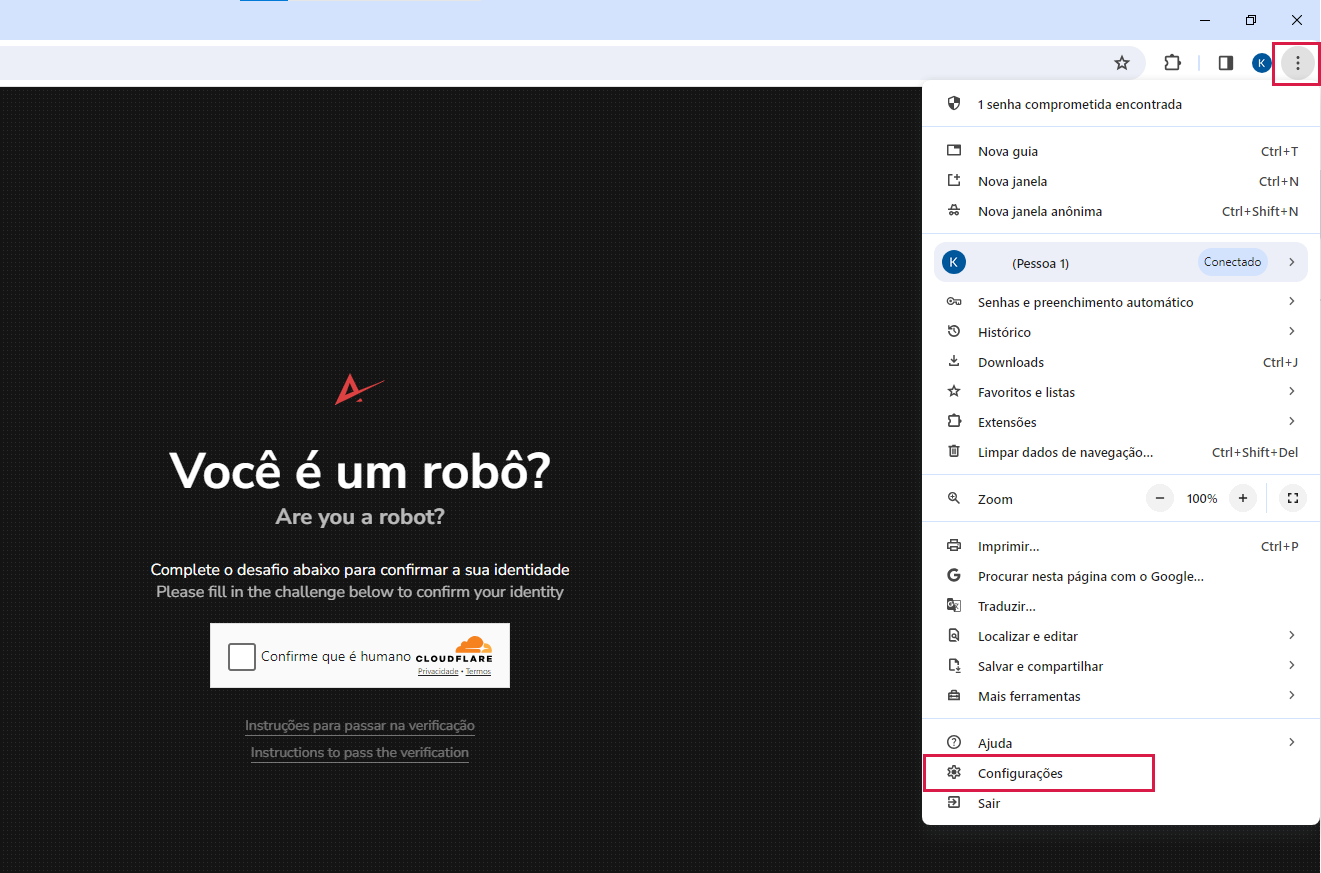 K
1 senha comprometida encontrada
Nova guia Ctrl+T
Nova janela Ctrl+N
Nova janela anônima Ctrl+Shift+N
K (Pessoa 1) Conectado
Senhas e preenchimento automático
Histórico
Downloads Ctrl+J
Favoritos e listas
Extensões
Limpar dados de navegação... Ctrl+Shift+Del
Zoom − 100% +
Imprimir... Ctrl+P
Procurar nesta página com o Google...
Traduzir...
Localizar e editar
Salvar e compartilhar
Mais ferramentas
Ajuda
Configurações
Sair
Você é um robô?
Are you a robot?
Complete o desafio abaixo para confirmar a sua identidade
Please fill in the challenge below to confirm your identity
Confirme que é humano
CLOUDFLARE
Privacidade • Termos
Instruções para passar na verificação
Instructions to pass the verification